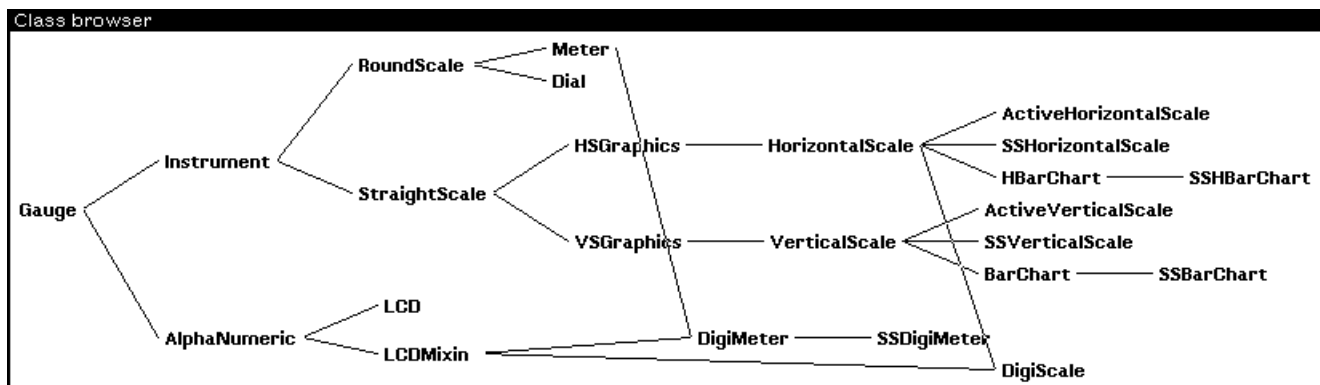 Class browser
Meter
RoundScale
Dial
ActiveHorizontalScale
HSGraphics HorizontalScale SSHorizontalScale
Instrument
HBarChart SSHBarChart
StraightScale
Gauge ActiveVerticalScale
VSGraphics VerticalScale SSVerticalScale
BarChart SSBarChart
LCD
AlphaNumeric DigiMeter SSDigiMeter
LCDMixin
DigiScale